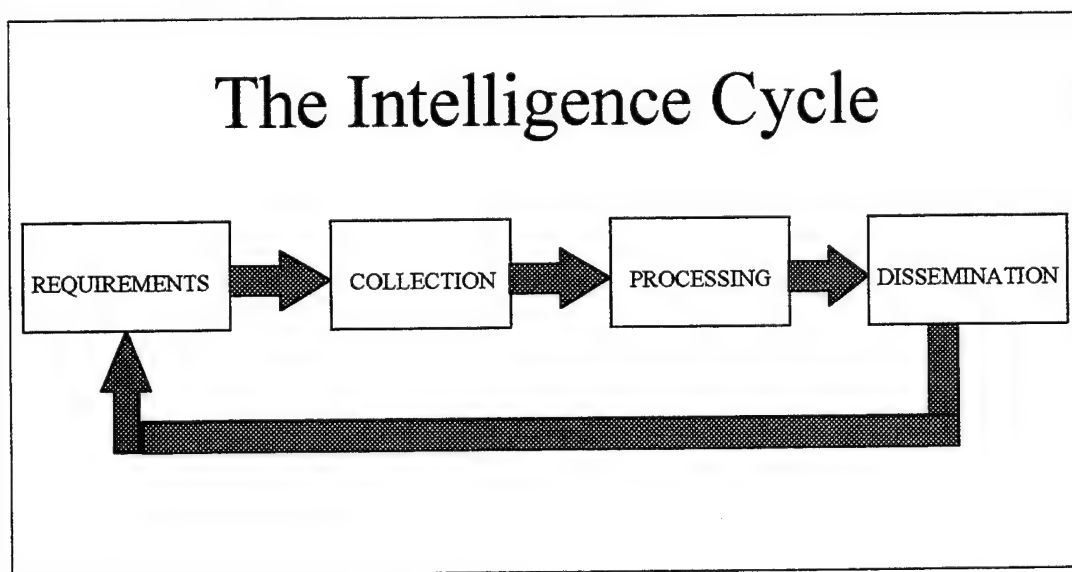 The Intelligence Cycle
REQUIREMENTS
COLLECTION
PROCESSING
DISSEMINATION